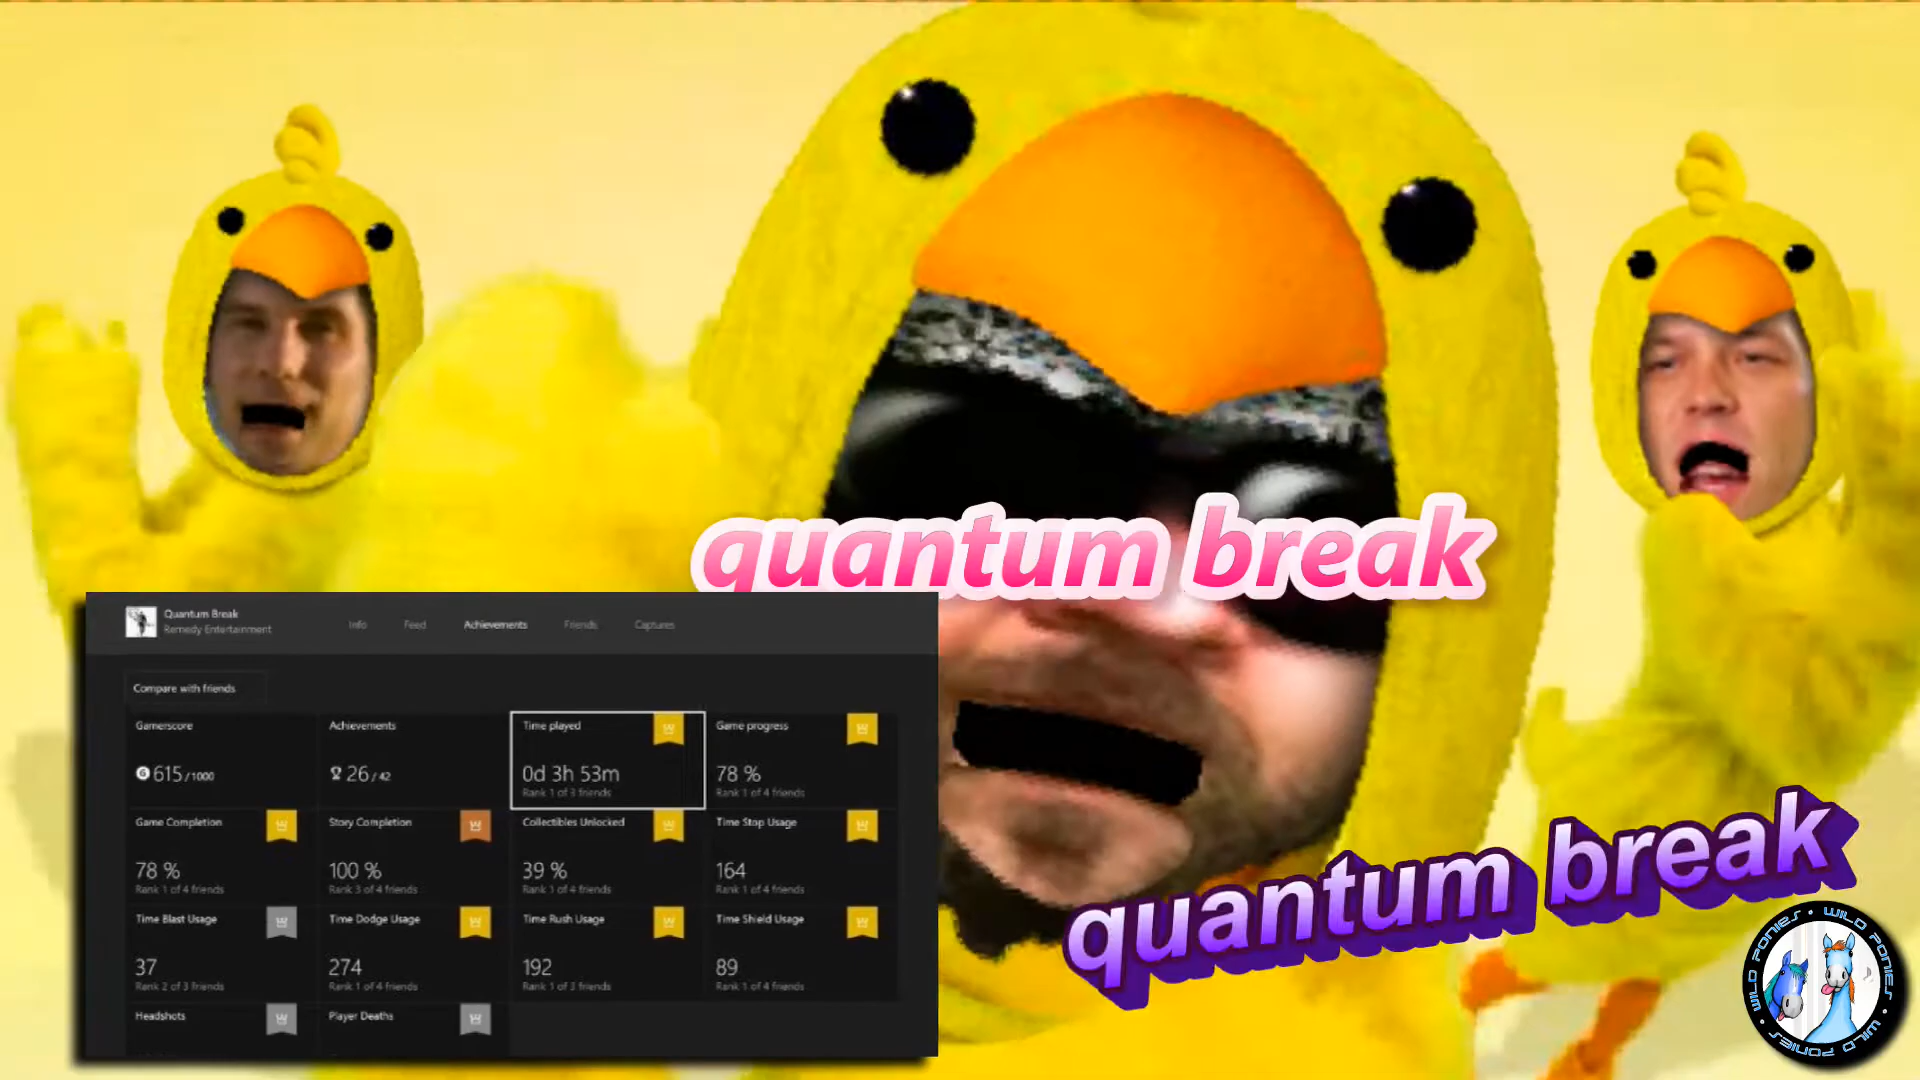 quantum break
Quantum Break
Remedy Entertainment
Info Feed Achievements Friends Captures
Compare with friends
Gamerscore Achievements Time played Game progress
615/1000 26/42 0d 3h 53m 78 %
Rank 1 of 3 friends Rank 1 of 4 friends
Game Completion Story Completion Collectibles Unlocked Time Stop Usage
78 % 100 % 39 % 164
Rank 1 of 4 friends Rank 3 of 4 friends Rank 1 of 4 friends Rank 1 of 4 friends
Time Blast Usage Time Dodge Usage Time Rush Usage Time Shield Usage
37 274 192 89
Rank 2 of 3 friends Rank 1 of 4 friends Rank 1 of 3 friends Rank 1 of 4 friends
Headshots Player Deaths
quantum break
WILD PONIES • WILD PONIES • WILD PONIES •